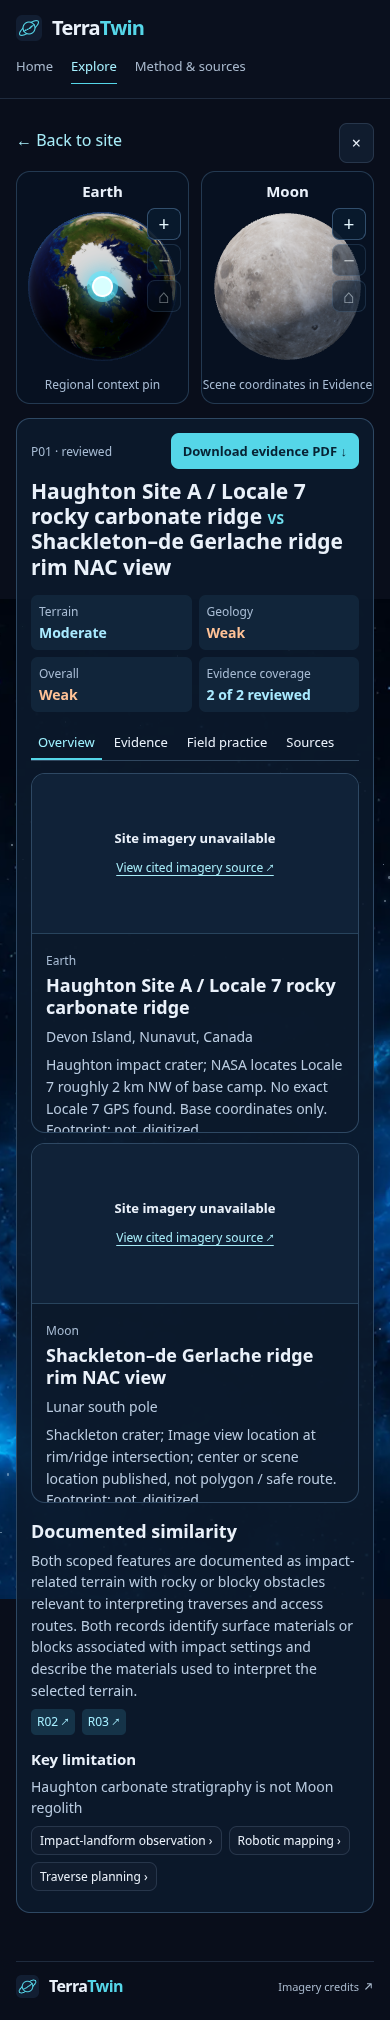 TerraTwin
Home Explore Method & sources
← Back to site
×
Earth
+
−
⌂
Regional context pin
Moon
+
−
⌂
Scene coordinates in Evidence
P01 · reviewed
Download evidence PDF ↓
Haughton Site A / Locale 7
rocky carbonate ridge VS
Shackleton–de Gerlache ridge
rim NAC view
Terrain
Moderate
Geology
Weak
Overall
Weak
Evidence coverage
2 of 2 reviewed
Overview Evidence Field practice Sources
Site imagery unavailable
View cited imagery source ↗
Earth
Haughton Site A / Locale 7 rocky
carbonate ridge
Devon Island, Nunavut, Canada
Haughton impact crater; NASA locates Locale
7 roughly 2 km NW of base camp. No exact
Locale 7 GPS found. Base coordinates only.
Footprint: not_digitized
Site imagery unavailable
View cited imagery source ↗
Moon
Shackleton–de Gerlache ridge
rim NAC view
Lunar south pole
Shackleton crater; Image view location at
rim/ridge intersection; center or scene
location published, not polygon / safe route.
Footprint: not_digitized
Documented similarity
Both scoped features are documented as impact-
related terrain with rocky or blocky obstacles
relevant to interpreting traverses and access
routes. Both records identify surface materials or
blocks associated with impact settings and
describe the materials used to interpret the
selected terrain.
R02 ↗ R03 ↗
Key limitation
Haughton carbonate stratigraphy is not Moon
regolith
Impact-landform observation › Robotic mapping ›
Traverse planning ›
TerraTwin
Imagery credits ↗